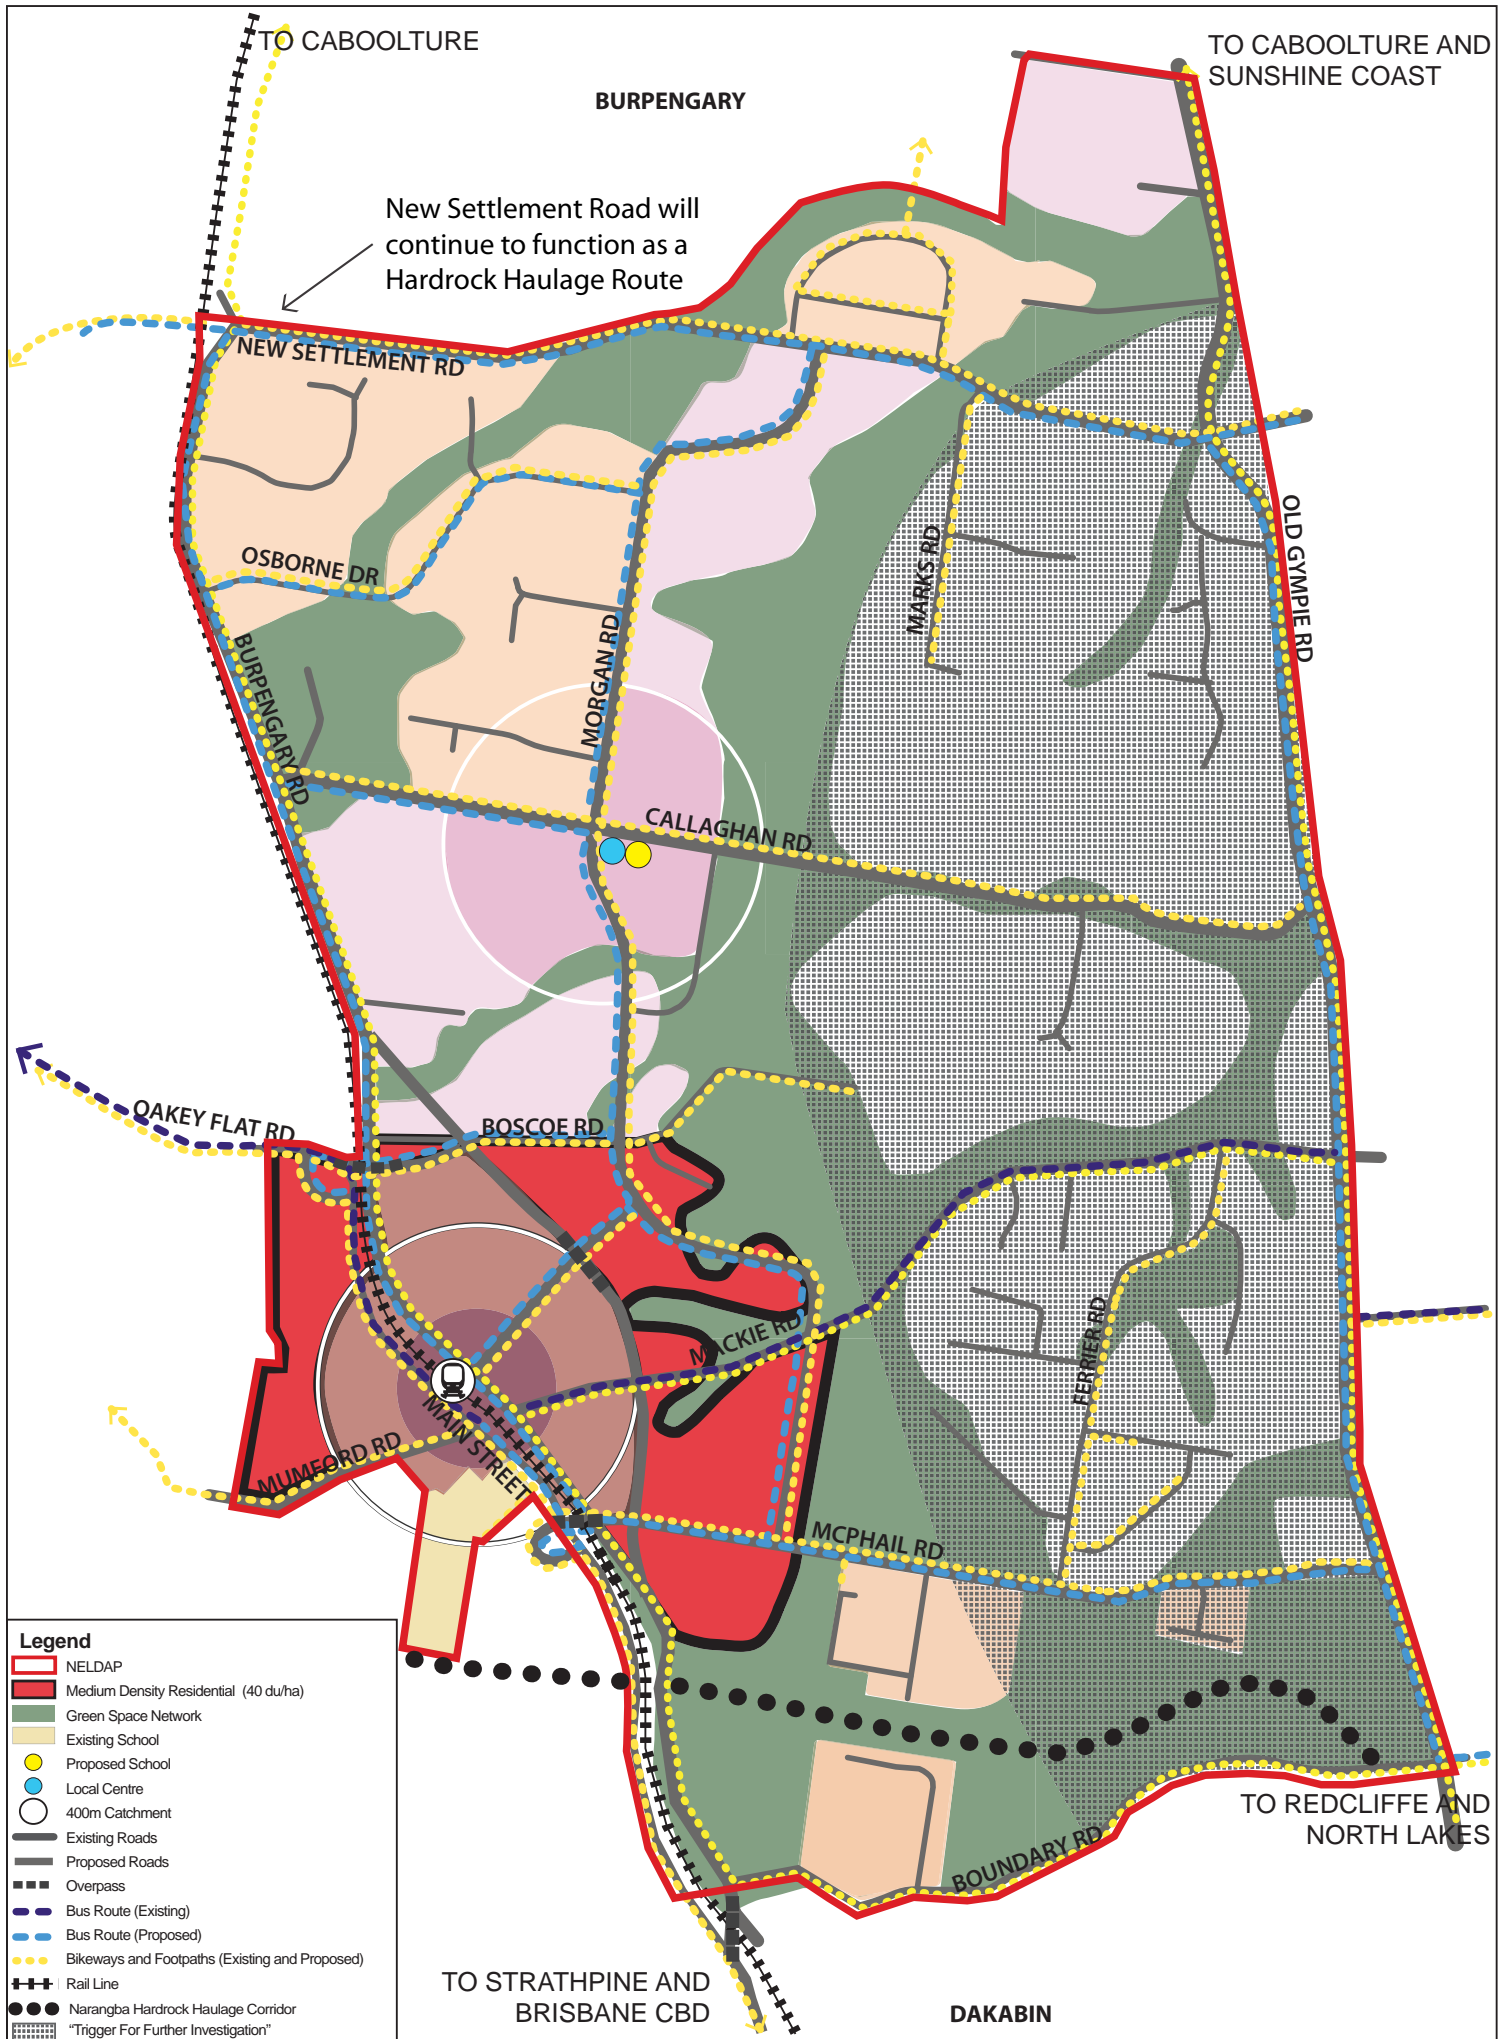 TO CABOOLTURE
TO CABOOLTURE AND
SUNSHINE COAST
BURPENGARY
New Settlement Road will
continue to function as a
Hardrock Haulage Route
NEW SETTLEMENT RD
OSBORNE DR
BURPENGARY RD
MORGAN RD
MARKS RD
OLD GYMPIE RD
CALLAGHAN RD
OAKEY FLAT RD
BOSCOE RD
MACKIE RD
FERRIER RD
MAIN STREET
MUMFORD RD
MCPHAIL RD
BOUNDARY RD
TO REDCLIFFE AND
NORTH LAKES
TO STRATHPINE AND
BRISBANE CBD
DAKABIN
Legend
NELDAP
Medium Density Residential (40 du/ha)
Green Space Network
Existing School
Proposed School
Local Centre
400m Catchment
Existing Roads
Proposed Roads
Overpass
Bus Route (Existing)
Bus Route (Proposed)
Bikeways and Footpaths (Existing and Proposed)
Rail Line
Narangba Hardrock Haulage Corridor
"Trigger For Further Investigation"